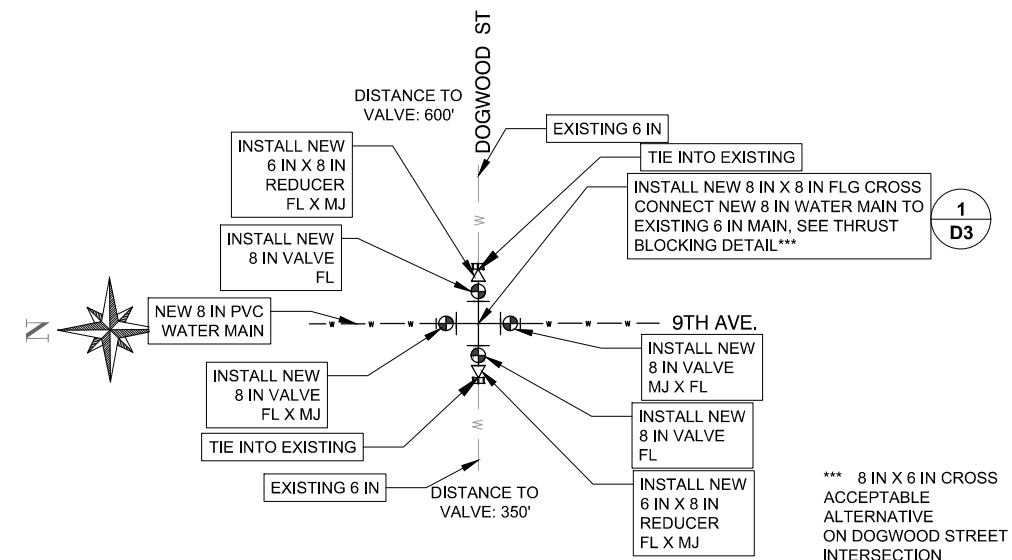 DOGWOOD ST
DISTANCE TO
VALVE: 600'
EXISTING 6 IN
INSTALL NEW
6 IN X 8 IN
REDUCER
FL X MJ
TIE INTO EXISTING
INSTALL NEW 8 IN X 8 IN FLG CROSS
CONNECT NEW 8 IN WATER MAIN TO
EXISTING 6 IN MAIN, SEE THRUST
BLOCKING DETAIL***
1
D3
W
INSTALL NEW
8 IN VALVE
FL
N
NEW 8 IN PVC
WATER MAIN
W W W W
9TH AVE.
INSTALL NEW
8 IN VALVE
MJ X FL
INSTALL NEW
8 IN VALVE
FL X MJ
INSTALL NEW
8 IN VALVE
FL
TIE INTO EXISTING
W
EXISTING 6 IN
DISTANCE TO
VALVE: 350'
INSTALL NEW
6 IN X 8 IN
REDUCER
FL X MJ
*** 8 IN X 6 IN CROSS
ACCEPTABLE
ALTERNATIVE
ON DOGWOOD STREET
INTERSECTION